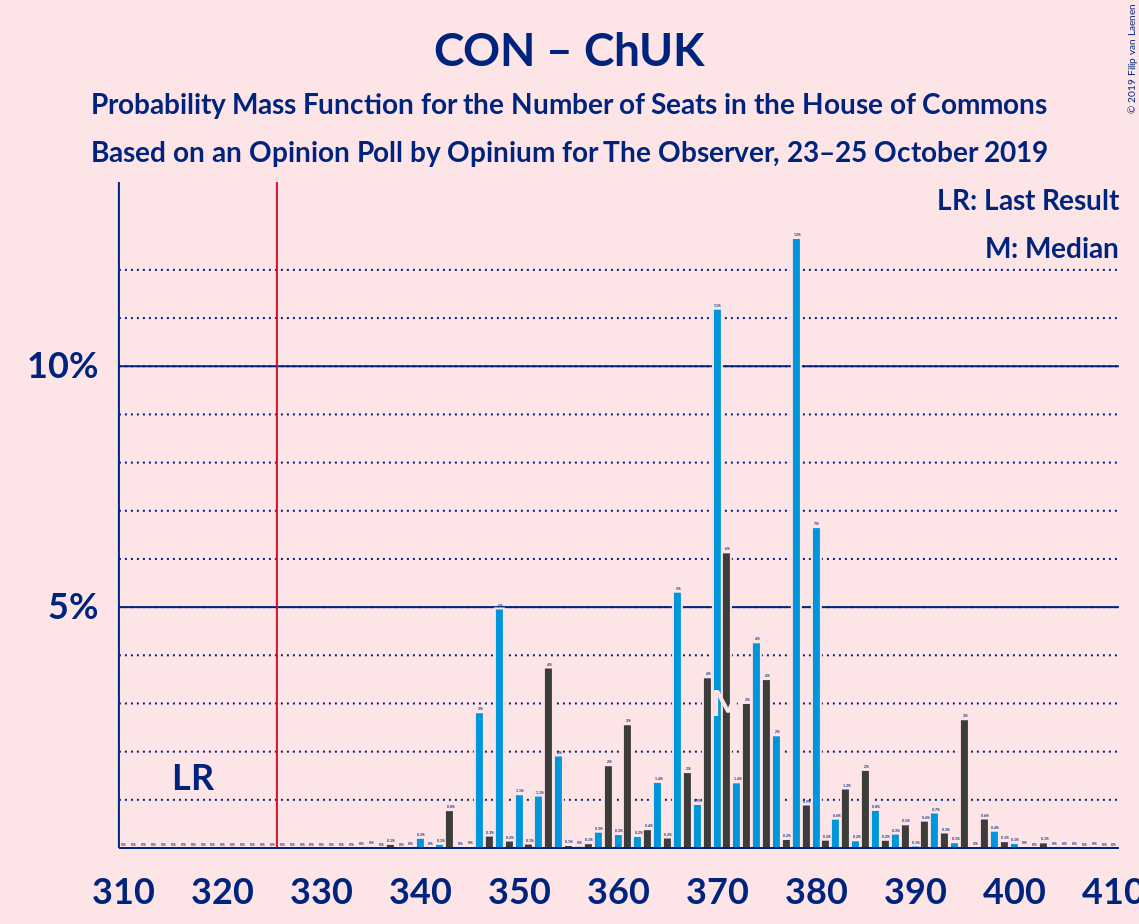 CON – ChUK
Probability Mass Function for the Number of Seats in the House of Commons
Based on an Opinion Poll by Opinium for The Observer, 23–25 October 2019
© 2019 Filip van Laenen
LR: Last Result
M: Median
10%
5%
LR
M
310 320 330 340 350 360 370 380 390 400 410